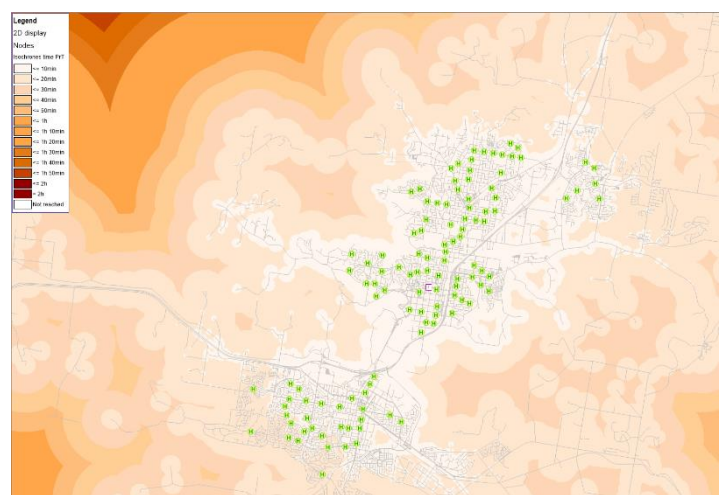 Legend
2D display
Nodes
Isochrones time PrT
<= 10min
<= 20min
<= 30min
<= 40min
<= 50min
<= 1h
<= 1h 10min
<= 1h 20min
<= 1h 30min
<= 1h 40min
<= 1h 50min
<= 2h
> 2h
Not reached